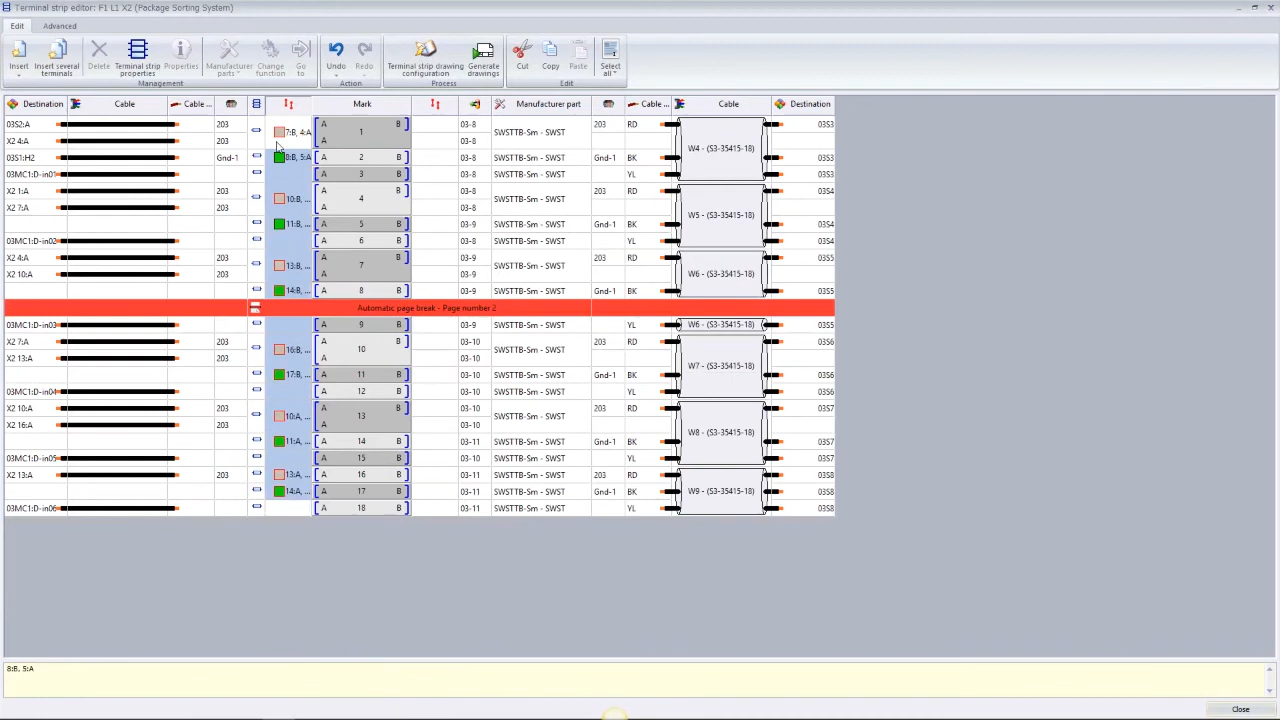 Terminal strip editor: F1 L1 X2 (Package Sorting System)
Edit Advanced
Insert Insert several terminals Delete Terminal strip properties Properties Manufacturer parts Change function Go to Undo Redo Terminal strip drawing configuration Generate drawings Cut Copy Paste Select all
Management Action Process Edit
Destination Cable Cable ... Mark Manufacturer part Cable ... Cable Destination
03S2:A 203 7:B, 4:A A 1 B 03-8 SWSTTB-Sm - SWST 203 RD W4 - (S3-35415-18) 03S3
X2 4:A 203 A 03-8
03S1:H2 Gnd-1 8:B, 5:A A 2 B 03-8 SWSTTB-Sm - SWST Gnd-1 BK 03S3
03MC1:D-in01 A 3 B 03-8 SWSTTB-Sm - SWST YL 03S3
X2 1:A 203 10:B, ... A 4 B 03-8 SWSTTB-Sm - SWST 203 RD W5 - (S3-35415-18) 03S4
X2 7:A 203 A 03-8
11:B, ... A 5 B 03-9 SWSTTB-Sm - SWST Gnd-1 BK 03S4
03MC1:D-in02 A 6 B 03-8 SWSTTB-Sm - SWST YL 03S4
X2 4:A 203 13:B, ... A 7 B 03-9 SWSTTB-Sm - SWST 203 RD W6 - (S3-35415-18) 03S5
X2 10:A 203 A 03-9
14:B, ... A 8 B 03-9 SWSTTB-Sm - SWST Gnd-1 BK 03S5
Automatic page break - Page number 2
03MC1:D-in03 A 9 B 03-9 SWSTTB-Sm - SWST YL W6 - (S3-35415-18) 03S5
X2 7:A 203 16:B, ... A 10 B 03-10 SWSTTB-Sm - SWST 203 RD W7 - (S3-35415-18) 03S6
X2 13:A 203 A 03-10
17:B, ... A 11 B 03-10 SWSTTB-Sm - SWST Gnd-1 BK 03S6
03MC1:D-in04 A 12 B 03-10 SWSTTB-Sm - SWST YL 03S6
X2 10:A 203 10:A, ... A 13 B 03-10 SWSTTB-Sm - SWST 203 RD W8 - (S3-35415-18) 03S7
X2 16:A 203 A 03-10
11:A, ... A 14 B 03-11 SWSTTB-Sm - SWST Gnd-1 BK 03S7
03MC1:D-in05 A 15 B 03-10 SWSTTB-Sm - SWST YL 03S7
X2 13:A 203 13:A, ... A 16 B 03-11 SWSTTB-Sm - SWST 203 RD W9 - (S3-35415-18) 03S8
14:A, ... A 17 B 03-11 SWSTTB-Sm - SWST Gnd-1 BK 03S8
03MC1:D-in06 A 18 B 03-11 SWSTTB-Sm - SWST YL 03S8
8:B, 5:A
Close